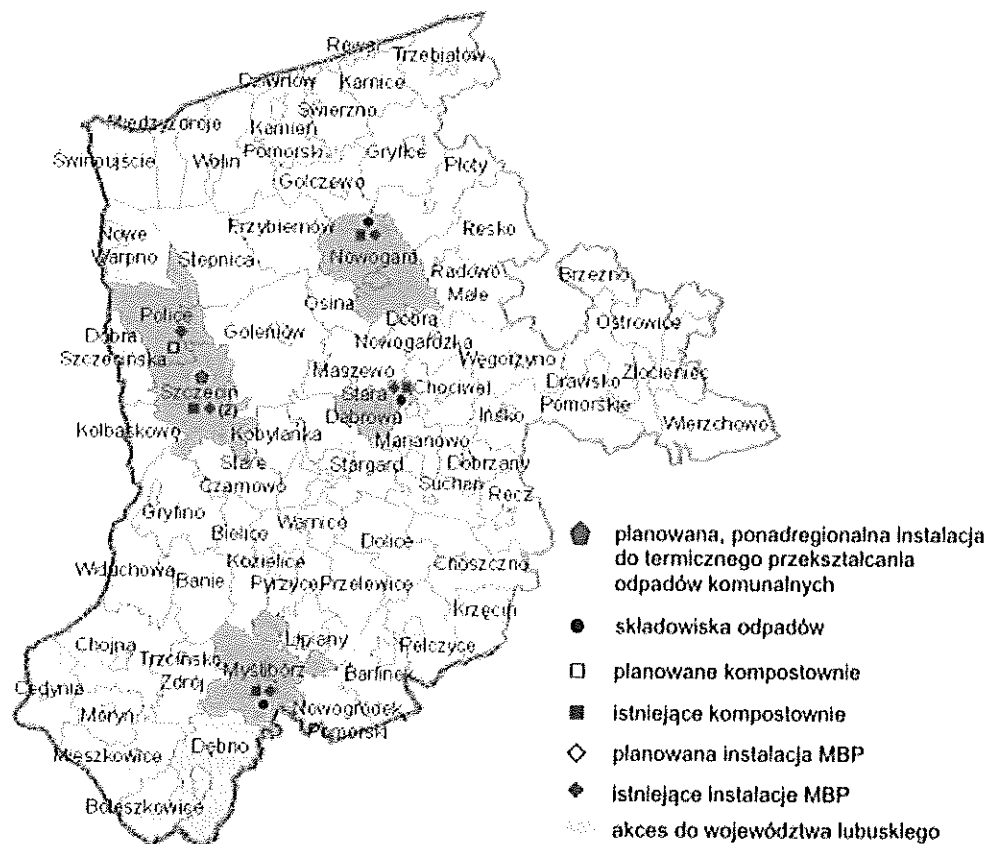 Rewal
Trzebiatów
Dziwnów
Karnice
Świerzno
Międzyzdroje
Kamień
Pomorski
Gryfice
Świnoujście
Wolin
Płoty
Golczewo
Przybiernów
Resko
Nowe
Warpno
Stepnica
Nowogard
Radowo
Małe
Brzeżno
Osina
Police
Goleniów
Dobra
Nowogardzka
Ostrowice
Dobra
Szczecińska
Węgorzyno
Maszewo
Złocieniec
Szczecin
Stara
Dąbrowa
Chociwel
Drawsko
Pomorskie
(2)
Ińsko
Wierzchowo
Kołbaskowo
Kobylanka
Marianowo
Stare
Czarnowo
Stargard
Dobrzany
Suchań
Recz
Gryfino
Bielice
Warnice
Dolice
Kozielice
Choszczno
Widuchowa
Banie
Pyrzyce
Przelewice
Krzęcin
Chojna
Lipiany
Pełczyce
Trzcińsko
Zdrój
Myślibórz
Barlinek
Cedynia
Moryń
Nowogródek
Pomorski
Mieszkowice
Dębno
Boleszkowice
planowana, ponadregionalna instalacja
do termicznego przekształcania
odpadów komunalnych
składowiska odpadów
planowane kompostownie
istniejące kompostownie
planowana instalacja MBP
istniejące instalacje MBP
akces do województwa lubuskiego